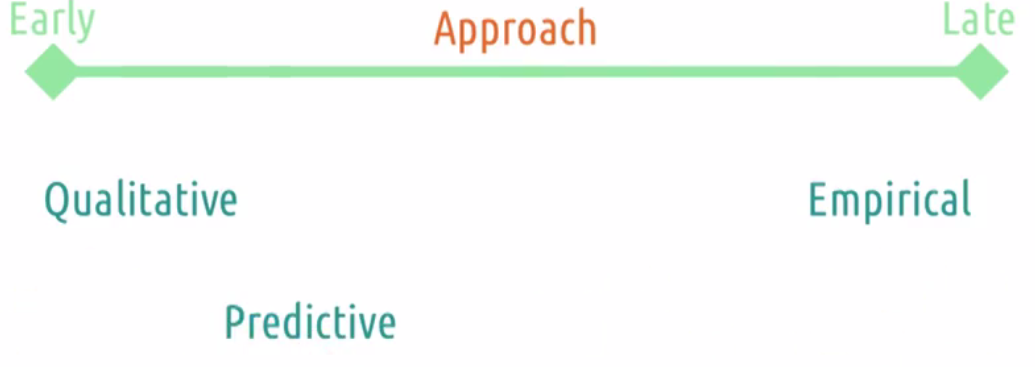 Early Approach Late
Qualitative Empirical
Predictive